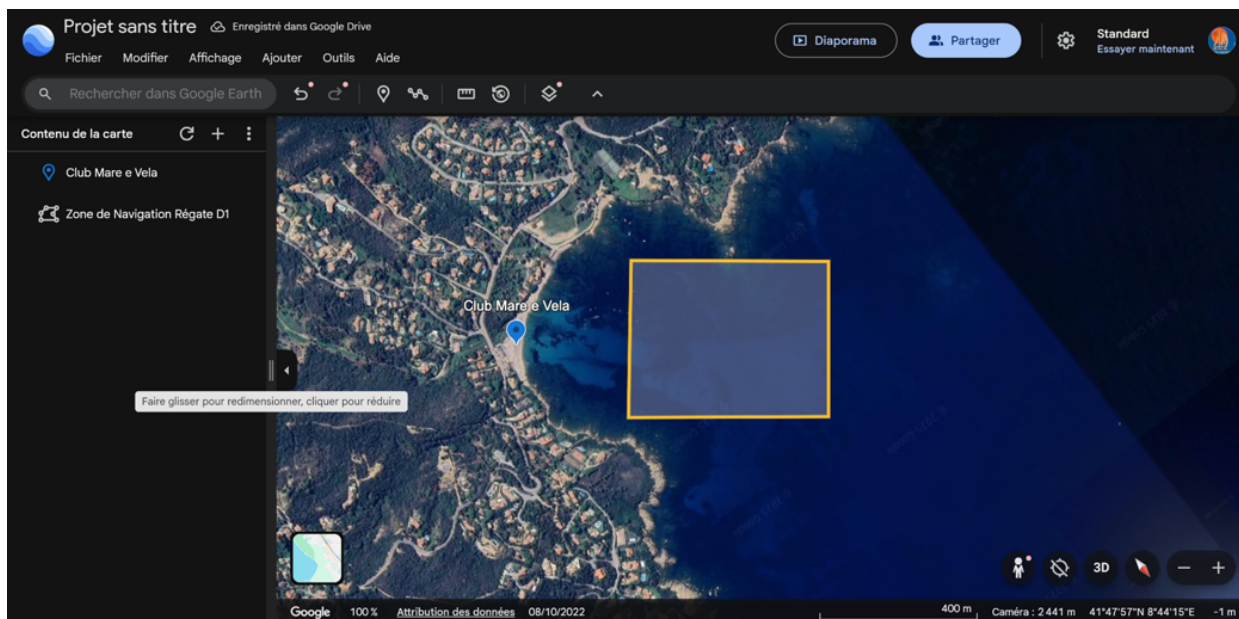 Projet sans titre Enregistré dans Google Drive
Fichier Modifier Affichage Ajouter Outils Aide
Diaporama
Partager
Standard
Essayer maintenant
Rechercher dans Google Earth
Contenu de la carte
Club Mare e Vela
Zone de Navigation Régate D1
Club Mare e Vela
Faire glisser pour redimensionner, cliquer pour réduire
3D
Google 100 % Attribution des données 08/10/2022 400 m Caméra : 2 441 m 41°47'57"N 8°44'15"E -1 m